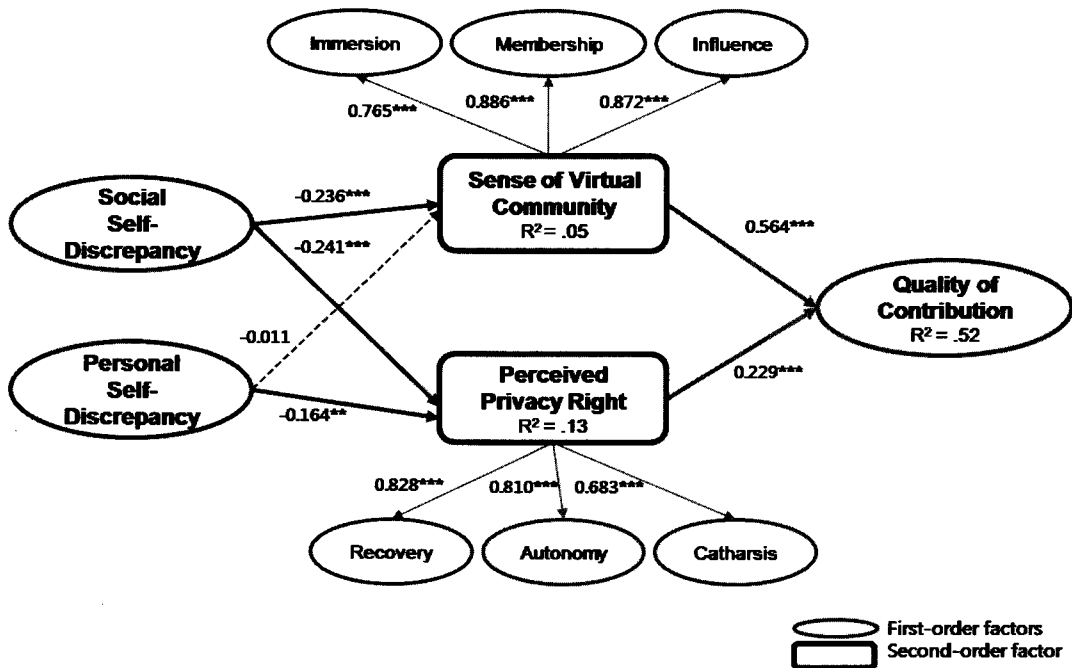 Immersion
Membership
Influence
0.765***
0.886***
0.872***
Social
Self-
Discrepancy
-0.236***
Sense of Virtual
Community
R² = .05
-0.241***
0.564***
Quality of
Contribution
R² = .52
-0.011
Personal
Self-
Discrepancy
Perceived
Privacy Right
R² = .13
0.229***
-0.164**
0.828***
0.810***
0.683***
Recovery
Autonomy
Catharsis
First-order factors
Second-order factor